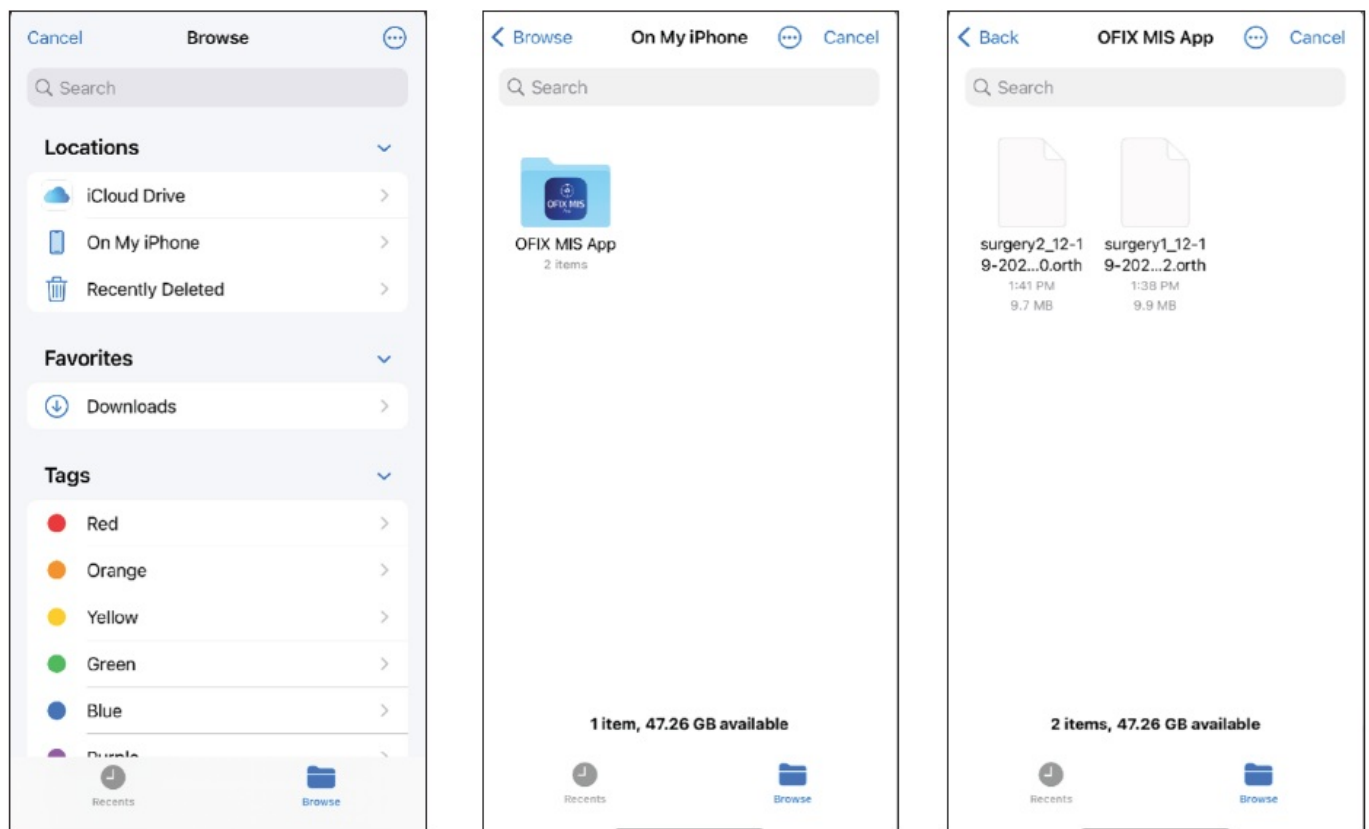 Cancel
Browse
Search
Locations
iCloud Drive
On My iPhone
Recently Deleted
Favorites
Downloads
Tags
Red
Orange
Yellow
Green
Blue
Purple
Recents
Browse
Browse
On My iPhone
Cancel
Search
OFIX MIS
App
OFIX MIS App
2 items
1 item, 47.26 GB available
Recents
Browse
Back
OFIX MIS App
Cancel
Search
surgery2_12-1
9-202...0.orth
1:41 PM
9.7 MB
surgery1_12-1
9-202...2.orth
1:38 PM
9.9 MB
2 items, 47.26 GB available
Recents
Browse